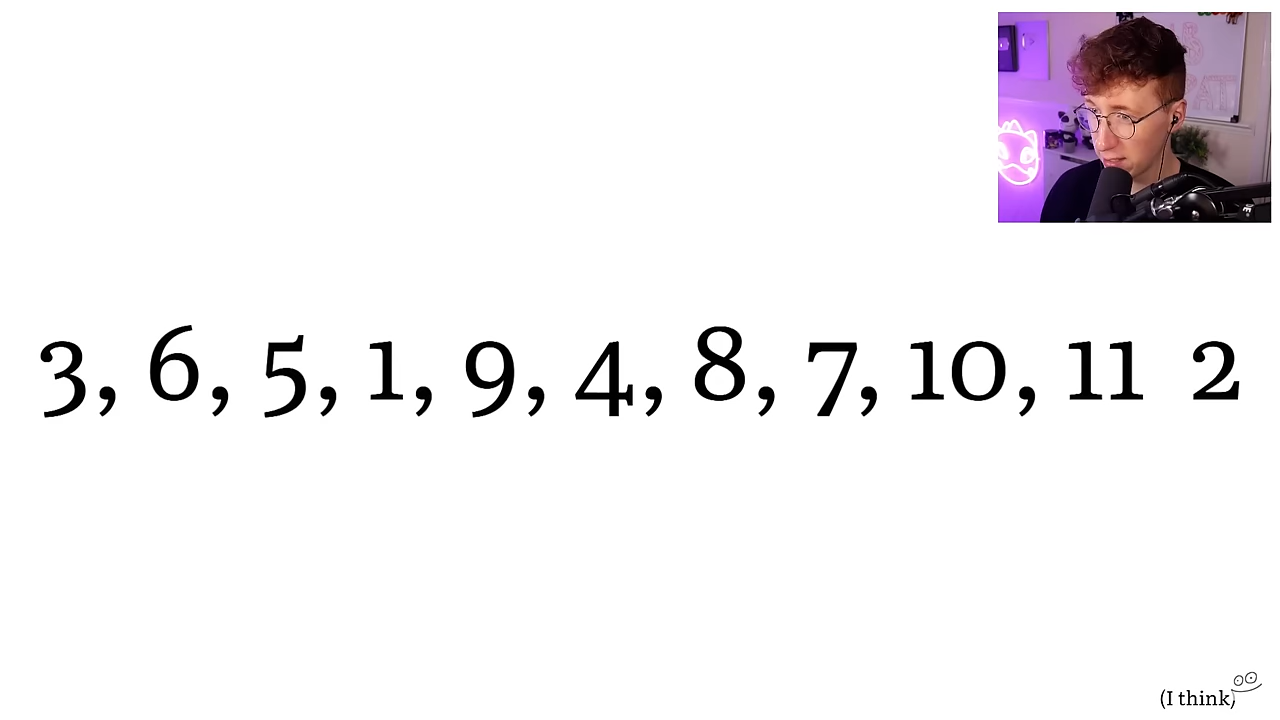 3, 6, 5, 1, 9, 4, 8, 7, 10, 11 2
(I think)